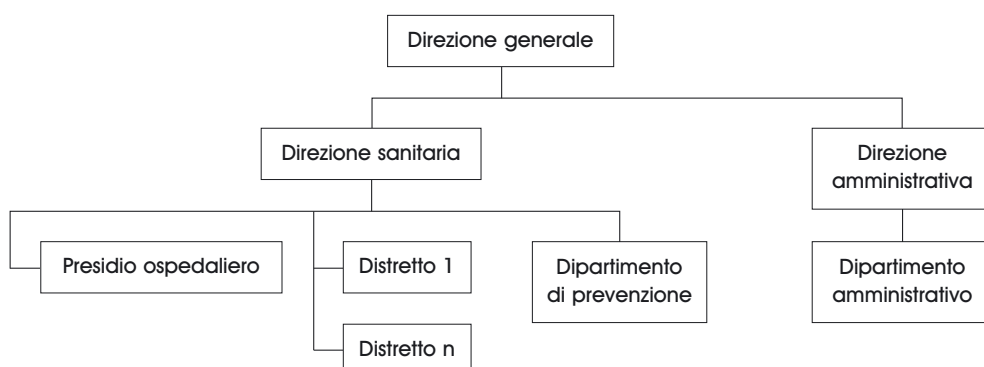 Direzione generale
Direzione sanitaria
Direzione
amministrativa
Presidio ospedaliero
Distretto 1
Dipartimento
di prevenzione
Dipartimento
amministrativo
Distretto n